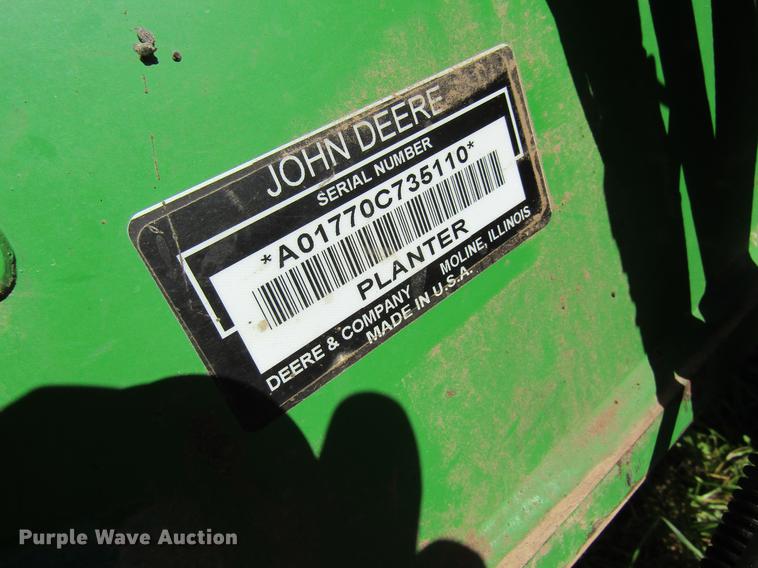 JOHN DEERE
SERIAL NUMBER
*A01770C735110*
PLANTER
DEERE & COMPANY MOLINE, ILLINOIS
MADE IN U.S.A.
Purple Wave Auction